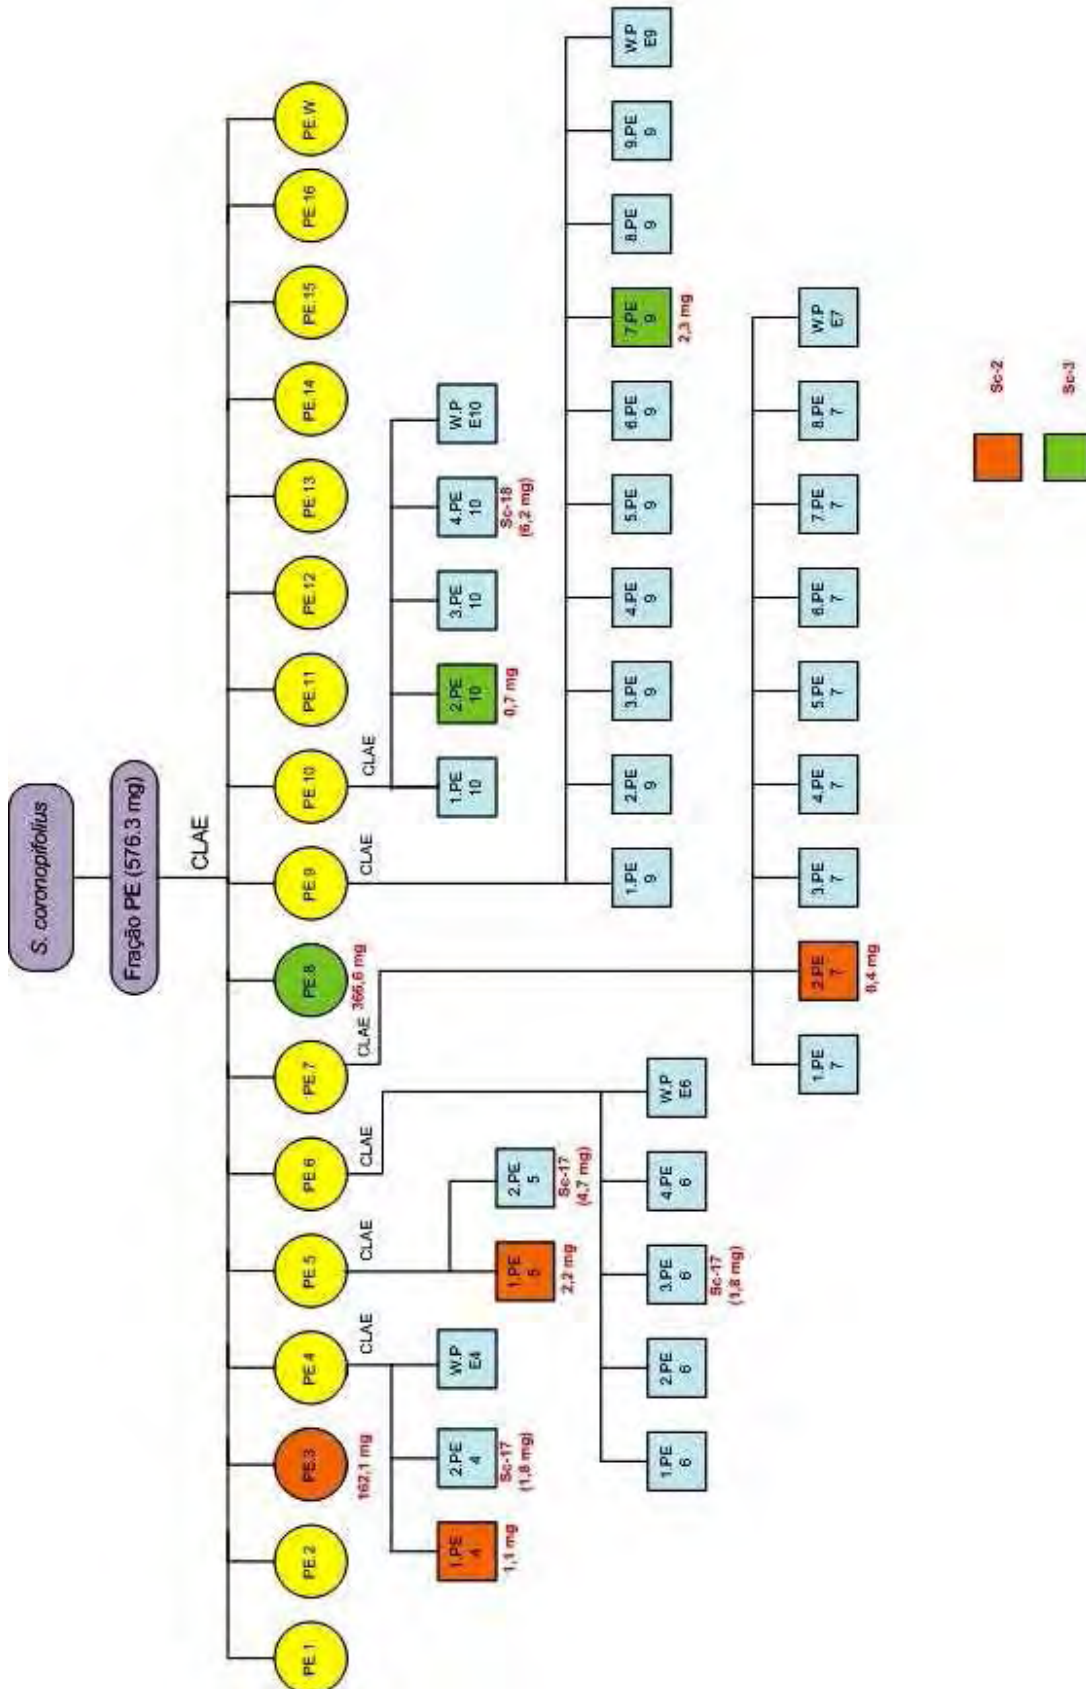 S. coronopifolius
Fração PE (576.3 mg)
CLAE
PE.1
PE.2
PE.3
PE.4
PE.5
PE.6
PE.7
PE.8
PE.9
PE.10
PE.11
PE.12
PE.13
PE.14
PE.15
PE.16
PE.W
162,1 mg
366,6 mg
CLAE
CLAE
CLAE
CLAE
CLAE
CLAE
1.PE
4
1,1 mg
2.PE
4
Sc-17
(1,8 mg)
W.P
E4
1.PE
5
2,2 mg
2.PE
5
Sc-17
(4,7 mg)
1.PE
6
2.PE
6
3.PE
6
Sc-17
(1,8 mg)
4.PE
6
W.P
E6
1.PE
7
2.PE
7
0,4 mg
3.PE
7
4.PE
7
5.PE
7
6.PE
7
7.PE
7
8.PE
7
W.P
E7
1.PE
9
2.PE
9
3.PE
9
4.PE
9
5.PE
9
6.PE
9
7.PE
9
2,3 mg
8.PE
9
9.PE
9
W.P
E9
1.PE
10
2.PE
10
0,7 mg
3.PE
10
4.PE
10
Sc-18
(6,2 mg)
W.P
E10
Sc-2
Sc-3